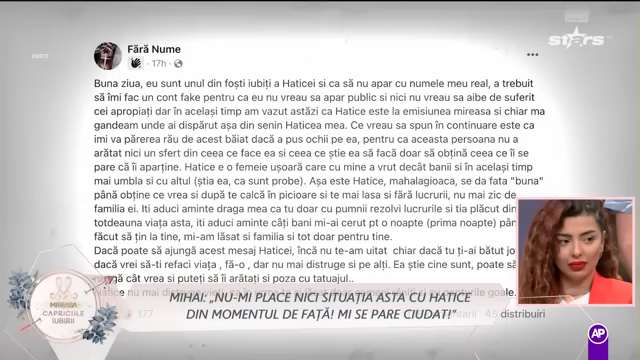 ST★RS
Fără Nume
· 17h ·
Buna ziua, eu sunt unul din foști iubiți a Haticei si ca să nu apar cu numele meu real, a trebuit
să îmi fac un cont fake pentru ca eu nu vreau sa apar public si nici nu vreau sa aibe de suferit
cei apropiați dar în același timp am vazut astăzi ca Hatice este la emisiunea mireasa si chiar ma
gandeam unde ai dispărut așa din senin Haticea mea. Ce vreau sa spun în continuare este ca
imi va părerea rău de acest băiat dacă a pus ochii pe ea, pentru ca aceasta persoana nu a
arătat nici un sfert din ceea ce face ea si ceea ce știe ea să facă doar să obțină ceea ce îi se
pare că îi aparține. Hatice e o femeie ușoară care cu mine a vrut decât banii si în același timp
mai umbla si cu altul (știa ea, ca sunt probe). Așa este Hatice, mahalagioaca, se da fata "buna"
până obține ce vrea si după te calcă în picioare si te mai lasa si fără lucrurii, nu mai zic de
familia ei. Iti aduci aminte draga mea ca tu doar cu pumnii rezolvi lucrurile si tia plăcut din
totdeauna viața asta, iti aduci aminte câți bani mi-ai cerut pt o noapte (prima noapte) pân
făcut să țin la tine, mi-am lăsat si familia si tot doar pentru tine.
Dacă poate să ajungă acest mesaj Haticei, încă nu te-am uitat chiar dacă tu ți-ai bătut jo
dacă vrei să-ti refaci viața , fă-o , dar nu mai distruge si pe alți. Ea știe cine sunt, poate să
ngă cât vrea si puteți să îi arătați si poza cu tatuajul..
177
45 distribuiri
MIREASA
CAPRICIILE
IUBIRII
MIHAI: „NU-MI PLACE NICI SITUAȚIA ASTA CU HATICE
DIN MOMENTUL DE FAȚĂ! MI SE PARE CIUDAT!”
AP